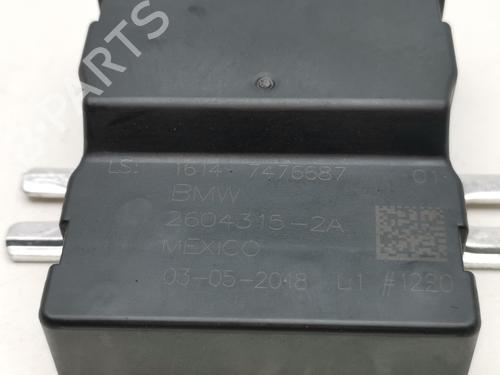 B-PARTS
LS: 1614 7476687 01
BMW
2604315-2A
MEXICO
03-05-2018 L1 #1220